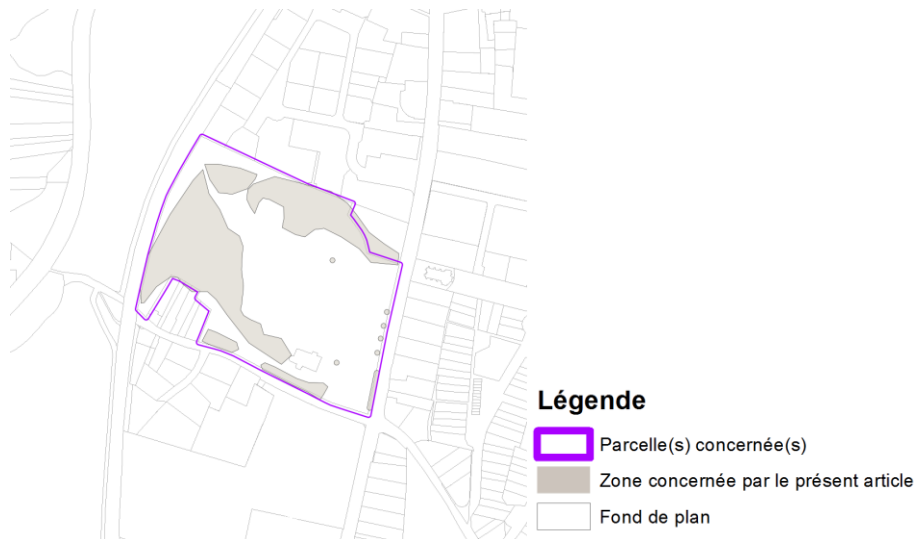 Légende
Parcelle(s) concernée(s)
Zone concernée par le présent article
Fond de plan